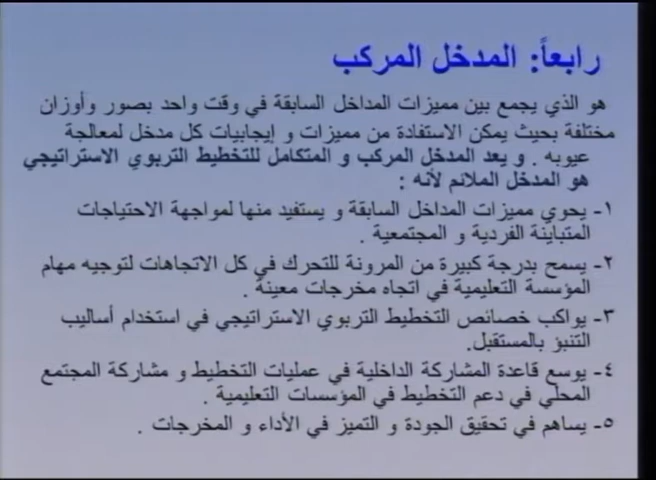 رابعاً: المدخل المركب
هو الذي يجمع بين مميزات المداخل السابقة في وقت واحد بصور وأوزان
مختلفة بحيث يمكن الاستفادة من مميزات و إيجابيات كل مدخل لمعالجة
عيوبه . و يعد المدخل المركب و المتكامل للتخطيط التربوي الاستراتيجي
هو المدخل الملائم لأنه :
١- يحوي مميزات المداخل السابقة و يستفيد منها لمواجهة الاحتياجات
المتباينة الفردية و المجتمعية .
٢- يسمح بدرجة كبيرة من المرونة للتحرك في كل الاتجاهات لتوجيه مهام
المؤسسة التعليمية في اتجاه مخرجات معينة .
٣- يواكب خصائص التخطيط التربوي الاستراتيجي في استخدام أساليب
التنبؤ بالمستقبل.
٤- يوسع قاعدة المشاركة الداخلية في عمليات التخطيط و مشاركة المجتمع
المحلي في دعم التخطيط في المؤسسات التعليمية .
٥- يساهم في تحقيق الجودة و التميز في الأداء و المخرجات .